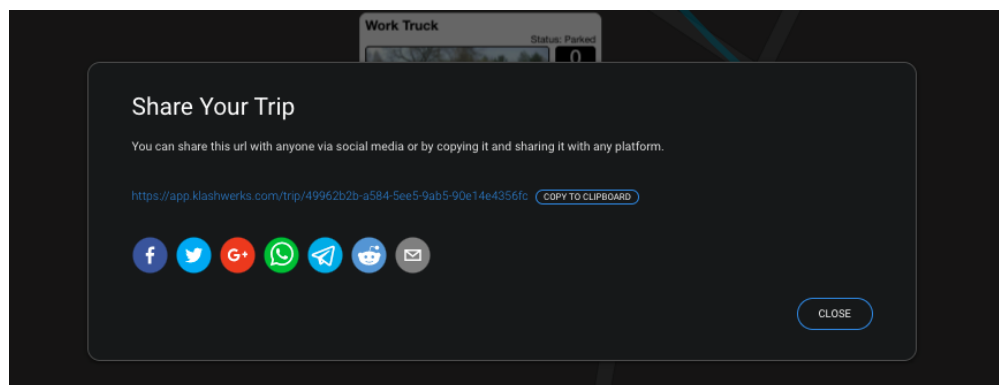 Work Truck
Status: Parked
0
Share Your Trip
You can share this url with anyone via social media or by copying it and sharing it with any platform.
https://app.klashwerks.com/trip/49962b2b-a584-5ee5-9ab5-90e14e4356fc COPY TO CLIPBOARD
f G+
CLOSE